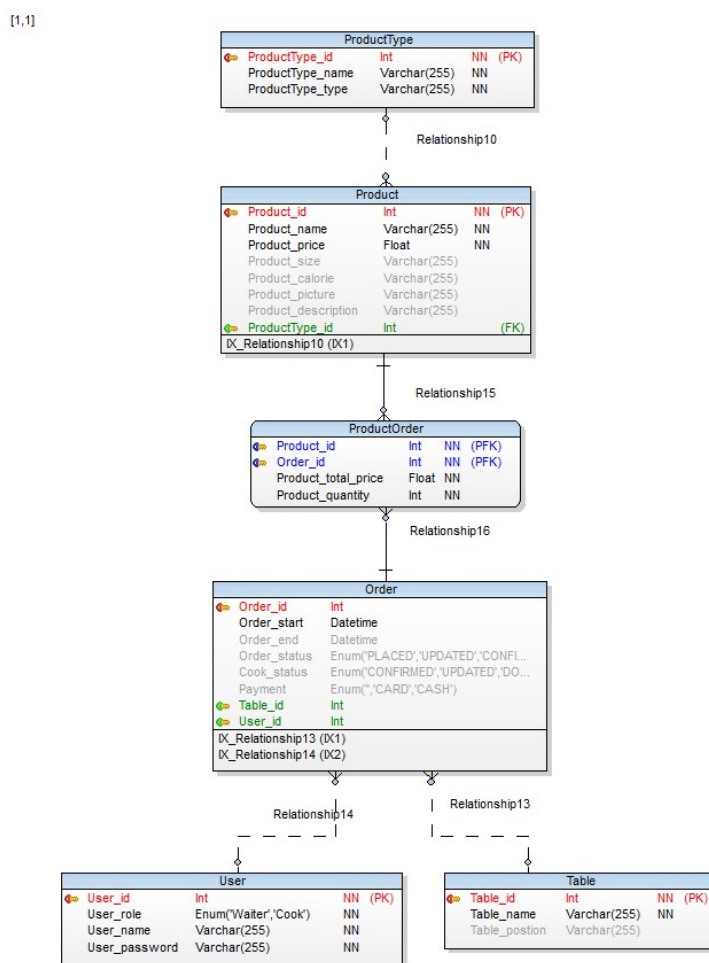 [1,1]
ProductType
ProductType_id Int NN (PK)
ProductType_name Varchar(255) NN
ProductType_type Varchar(255) NN
Relationship10
Product
Product_id Int NN (PK)
Product_name Varchar(255) NN
Product_price Float NN
Product_size Varchar(255)
Product_calorie Varchar(255)
Product_picture Varchar(255)
Product_description Varchar(255)
ProductType_id Int (FK)
IX_Relationship10 (IX1)
Relationship15
ProductOrder
Product_id Int NN (PFK)
Order_id Int NN (PFK)
Product_total_price Float NN
Product_quantity Int NN
Relationship16
Order
Order_id Int
Order_start Datetime
Order_end Datetime
Order_status Enum('PLACED','UPDATED','CONFI...
Cook_status Enum('CONFIRMED','UPDATED','DO...
Payment Enum('','CARD','CASH')
Table_id Int
User_id Int
IX_Relationship13 (IX1)
IX_Relationship14 (IX2)
Relationship13
Relationship14
User
User_id Int NN (PK)
User_role Enum('Waiter','Cook') NN
User_name Varchar(255) NN
User_password Varchar(255) NN
Table
Table_id Int NN (PK)
Table_name Varchar(255) NN
Table_postion Varchar(255)